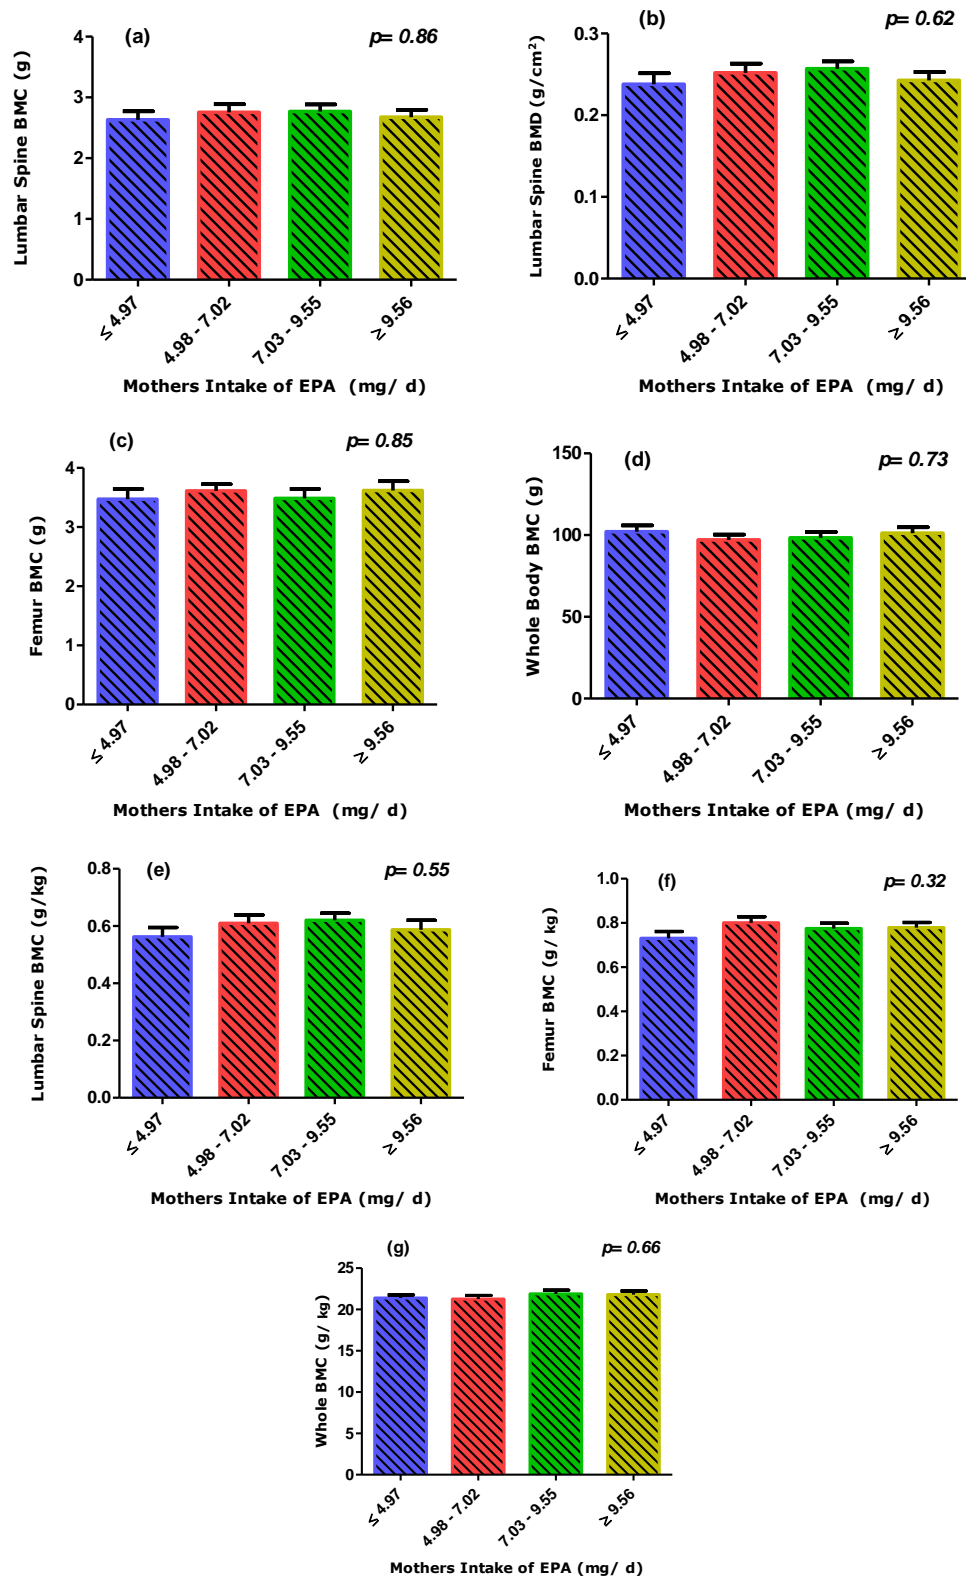 (a)
p= 0.86
Lumbar Spine BMC (g)
4
3
2
1
0
≤ 4.97
4.98 - 7.02
7.03 - 9.55
≥ 9.56
Mothers Intake of EPA (mg/ d)
(b)
p= 0.62
Lumbar Spine BMD (g/cm²)
0.3
0.2
0.1
0.0
≤ 4.97
4.98 - 7.02
7.03 - 9.55
≥ 9.56
Mothers Intake of EPA (mg/ d)
(c)
p= 0.85
Femur BMC (g)
4
3
2
1
0
≤ 4.97
4.98 - 7.02
7.03 - 9.55
≥ 9.56
Mothers Intake of EPA (mg/ d)
(d)
p= 0.73
Whole Body BMC (g)
150
100
50
0
≤ 4.97
4.98 - 7.02
7.03 - 9.55
≥ 9.56
Mothers Intake of EPA (mg/ d)
(e)
p= 0.55
Lumbar Spine BMC (g/kg)
0.8
0.6
0.4
0.2
0.0
≤ 4.97
4.98 - 7.02
7.03 - 9.55
≥ 9.56
Mothers Intake of EPA (mg/ d)
(f)
p= 0.32
Femur BMC (g/ kg)
1.0
0.8
0.6
0.4
0.2
0.0
≤ 4.97
4.98 - 7.02
7.03 - 9.55
≥ 9.56
Mothers Intake of EPA (mg/ d)
(g)
p= 0.66
Whole BMC (g/ kg)
25
20
15
10
5
0
≤ 4.97
4.98 - 7.02
7.03 - 9.55
≥ 9.56
Mothers Intake of EPA (mg/ d)